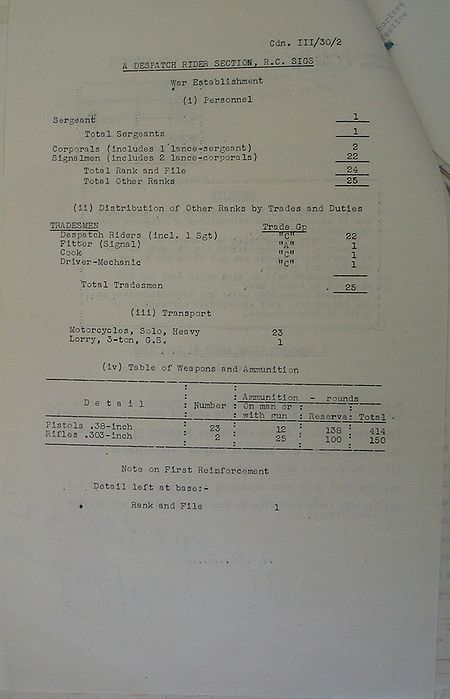 Cdn. III/30/2
A DESPATCH RIDER SECTION, R.C. SIGS
War Establishment
(i) Personnel
Sergeant 1
Total Sergeants 1
Corporals (includes 1 lance-sergeant) 2
Signalmen (includes 2 lance-corporals) 22
Total Rank and File 24
Total Other Ranks 25
(ii) Distribution of Other Ranks by Trades and Duties
TRADESMEN Trade Gp
Despatch Riders (incl. 1 Sgt) "C" 22
Fitter (Signal) "A" 1
Cook "C" 1
Driver-Mechanic "C" 1
Total Tradesmen 25
(iii) Transport
Motorcycles, Solo, Heavy 23
Lorry, 3-ton, G.S. 1
(iv) Table of Weapons and Ammunition
Detail : Number : Ammunition - rounds
On man or with gun : Reserve : Total
Pistols .38-inch 23 12 138 414
Rifles .303-inch 2 25 100 150
Note on First Reinforcement
Detail left at base:-
Rank and File 1